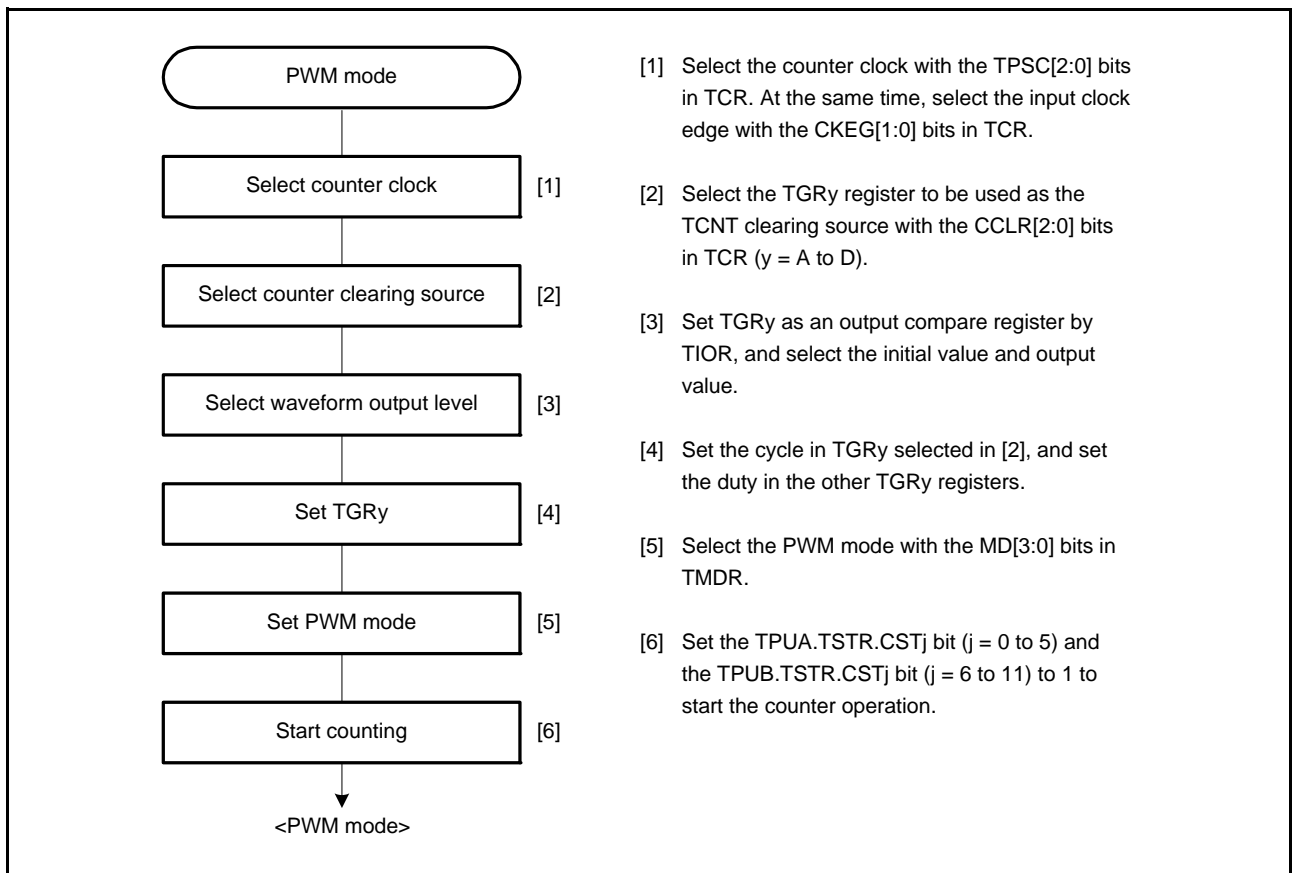 PWM mode
Select counter clock
[1]
Select counter clearing source
[2]
Select waveform output level
[3]
Set TGRy
[4]
Set PWM mode
[5]
Start counting
[6]
<PWM mode>
[1] Select the counter clock with the TPSC[2:0] bits
in TCR. At the same time, select the input clock
edge with the CKEG[1:0] bits in TCR.
[2] Select the TGRy register to be used as the
TCNT clearing source with the CCLR[2:0] bits
in TCR (y = A to D).
[3] Set TGRy as an output compare register by
TIOR, and select the initial value and output
value.
[4] Set the cycle in TGRy selected in [2], and set
the duty in the other TGRy registers.
[5] Select the PWM mode with the MD[3:0] bits in
TMDR.
[6] Set the TPUA.TSTR.CSTj bit (j = 0 to 5) and
the TPUB.TSTR.CSTj bit (j = 6 to 11) to 1 to
start the counter operation.